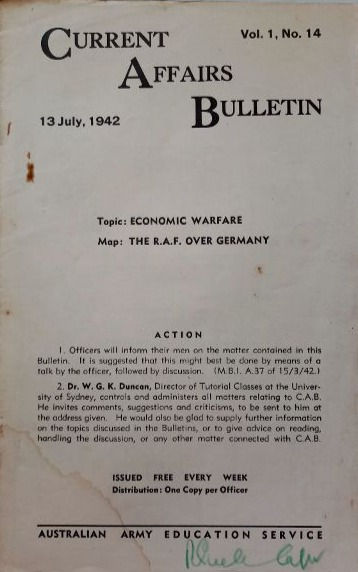 CURRENT
AFFAIRS
BULLETIN
Vol. 1, No. 14
13 July, 1942
Topic: ECONOMIC WARFARE
Map: THE R.A.F. OVER GERMANY
ACTION
1. Officers will inform their men on the matter contained in this
Bulletin. It is suggested that this might best be done by means of a
talk by the officer, followed by discussion. (M.B.I. A.37 of 15/3/42.)
2. Dr. W. G. K. Duncan, Director of Tutorial Classes at the Univer-
sity of Sydney, controls and administers all matters relating to C.A.B.
He invites comments, suggestions and criticisms, to be sent to him at
the address given. He would also be glad to supply further information
on the topics discussed in the Bulletins, or to give advice on reading,
handling the discussion, or any other matter connected with C.A.B.
ISSUED FREE EVERY WEEK
Distribution: One Copy per Officer
AUSTRALIAN ARMY EDUCATION SERVICE